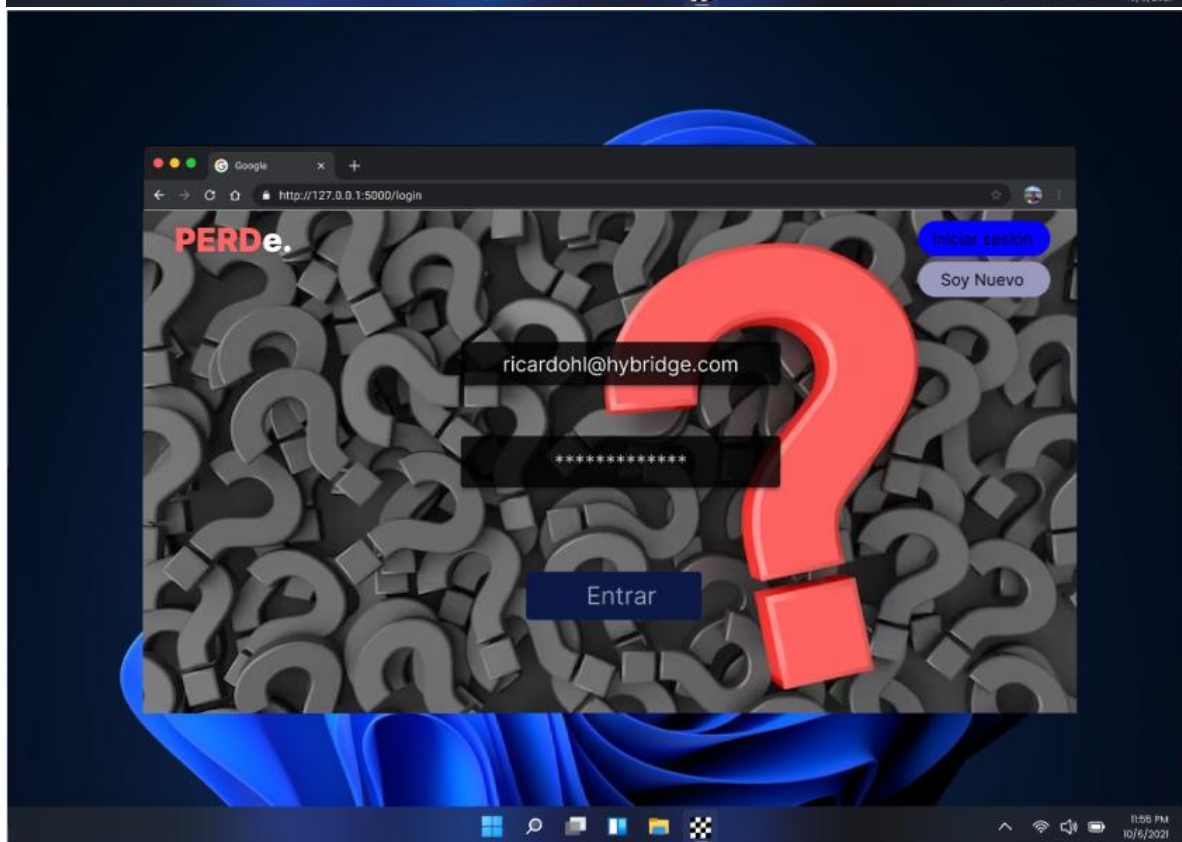 Google
http://127.0.0.1:5000/login
PERDe.
Iniciar sesión
Soy Nuevo
ricardohl@hybridge.com
*************
Entrar
11:56 PM
10/6/2021